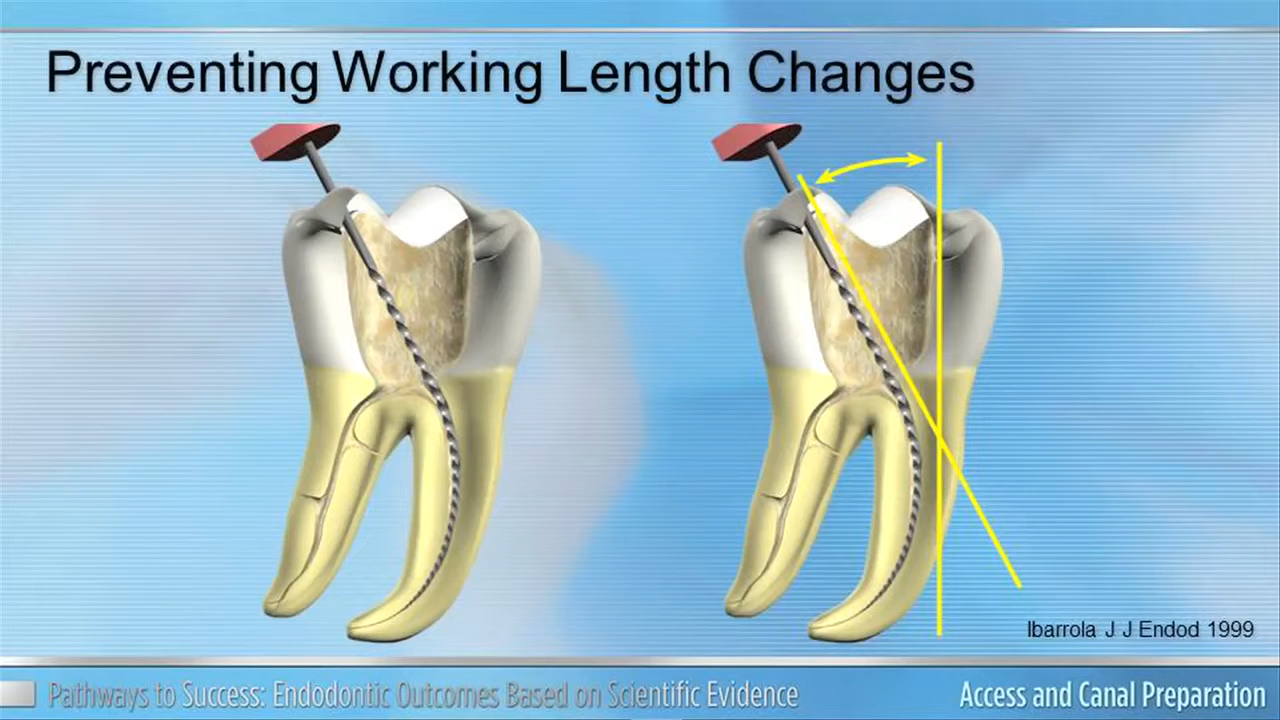 Preventing Working Length Changes
Ibarrola J J Endod 1999
Pathways to Success: Endodontic Outcomes Based on Scientific Evidence
Access and Canal Preparation